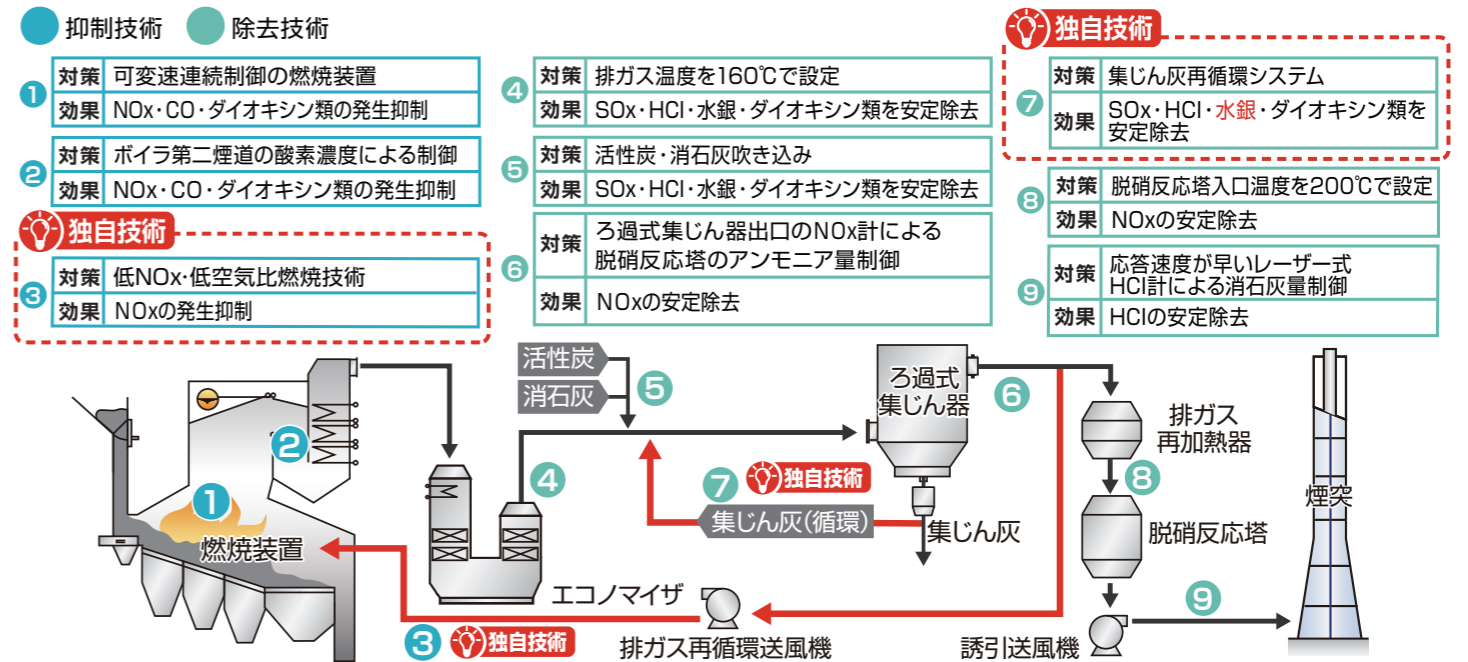 抑制技術
除去技術
1
対策 可変速連続制御の燃焼装置
効果 NOx・CO・ダイオキシン類の発生抑制
2
対策 ボイラ第二煙道の酸素濃度による制御
効果 NOx・CO・ダイオキシン類の発生抑制
独自技術
3
対策 低NOx・低空気比燃焼技術
効果 NOxの発生抑制
4
対策 排ガス温度を160℃で設定
効果 SOx・HCl・水銀・ダイオキシン類を安定除去
5
対策 活性炭・消石灰吹き込み
効果 SOx・HCl・水銀・ダイオキシン類を安定除去
6
対策 ろ過式集じん器出口のNOx計による
脱硝反応塔のアンモニア量制御
効果 NOxの安定除去
独自技術
7
対策 集じん灰再循環システム
効果 SOx・HCl・水銀・ダイオキシン類を
安定除去
8
対策 脱硝反応塔入口温度を200℃で設定
効果 NOxの安定除去
9
対策 応答速度が早いレーザー式
HCl計による消石灰量制御
効果 HClの安定除去
活性炭
消石灰
5
ろ過式
集じん器
6
排ガス
再加熱器
2
4
7 独自技術
8
1
集じん灰(循環)
集じん灰
脱硝反応塔
煙突
燃焼装置
エコノマイザ
9
3 独自技術
排ガス再循環送風機
誘引送風機